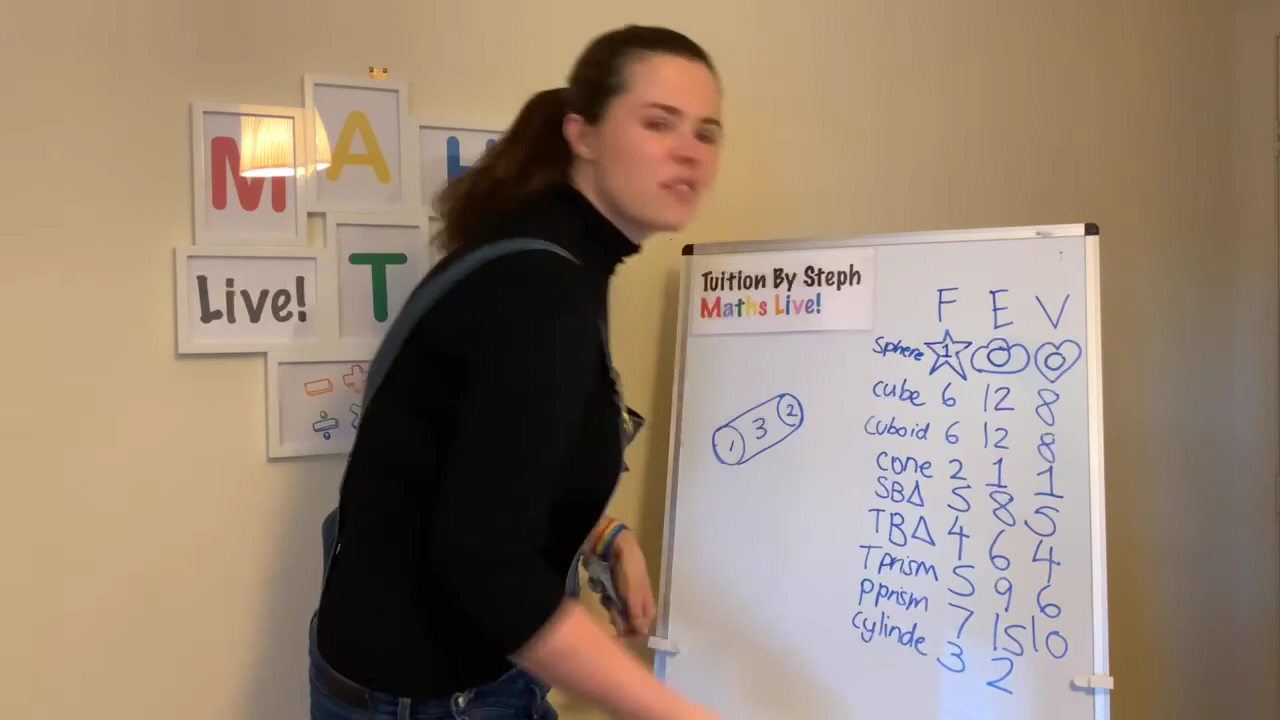 M
A
H
Live!
T
÷
Tuition By Steph
Maths Live!
F E V
Sphere 1 0 0
cube 6 12 8
cuboid 6 12 8
cone 2 1 1
SBΔ 5 8 5
TBΔ 4 6 4
Tprism 5 9 6
Pprism 7 15 10
cylinde 3 2
1 3 2